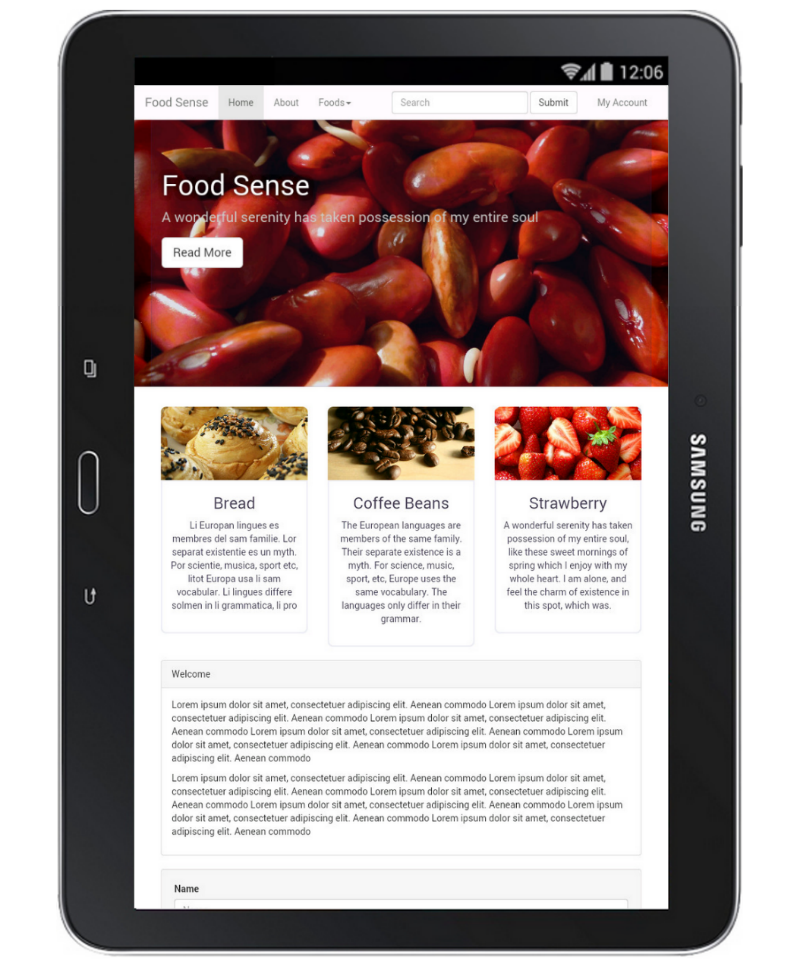 12:06
Food Sense Home About Foods Search Submit My Account
Food Sense
A wonderful serenity has taken possession of my entire soul
Read More
Bread
Li Europan lingues es
membres del sam familie. Lor
separat existentie es un myth.
Por scientie, musica, sport etc,
litot Europa usa li sam
vocabular. Li lingues differe
solmen in li grammatica, li pro
Coffee Beans
The European languages are
members of the same family.
Their separate existence is a
myth. For science, music,
sport, etc, Europe uses the
same vocabulary. The
languages only differ in their
grammar.
Strawberry
A wonderful serenity has taken
possession of my entire soul,
like these sweet mornings of
spring which I enjoy with my
whole heart. I am alone, and
feel the charm of existence in
this spot, which was.
Welcome
Lorem ipsum dolor sit amet, consectetuer adipiscing elit. Aenean commodo Lorem ipsum dolor sit amet,
consectetuer adipiscing elit. Aenean commodo Lorem ipsum dolor sit amet, consectetuer adipiscing elit.
Aenean commodo Lorem ipsum dolor sit amet, consectetuer adipiscing elit. Aenean commodo Lorem ipsum
dolor sit amet, consectetuer adipiscing elit. Aenean commodo Lorem ipsum dolor sit amet, consectetuer
adipiscing elit. Aenean commodo
Lorem ipsum dolor sit amet, consectetuer adipiscing elit. Aenean commodo Lorem ipsum dolor sit amet,
consectetuer adipiscing elit. Aenean commodo Lorem ipsum dolor sit amet, consectetuer adipiscing elit.
Aenean commodo Lorem ipsum dolor sit amet, consectetuer adipiscing elit. Aenean commodo Lorem ipsum
dolor sit amet, consectetuer adipiscing elit. Aenean commodo Lorem ipsum dolor sit amet, consectetuer
adipiscing elit. Aenean commodo
Name
SAMSUNG